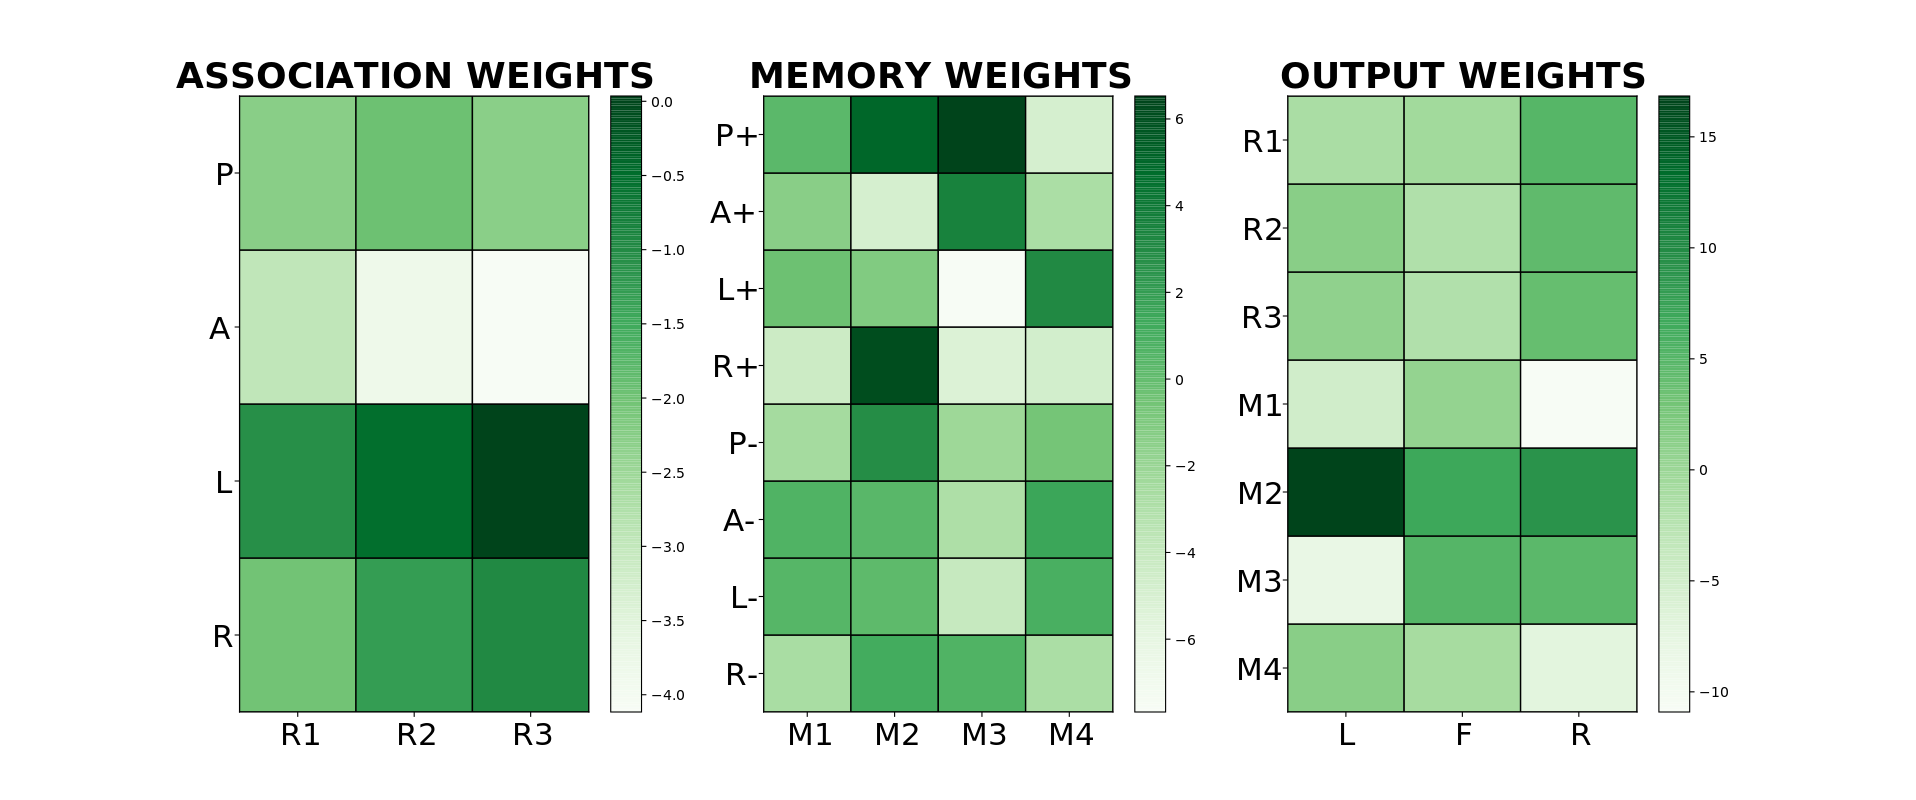 ASSOCIATION WEIGHTS
P
A
L
R
R1 R2 R3
0.0
−0.5
−1.0
−1.5
−2.0
−2.5
−3.0
−3.5
−4.0
MEMORY WEIGHTS
P+
A+
L+
R+
P-
A-
L-
R-
M1 M2 M3 M4
6
4
2
0
−2
−4
−6
OUTPUT WEIGHTS
R1
R2
R3
M1
M2
M3
M4
L F R
15
10
5
0
−5
−10